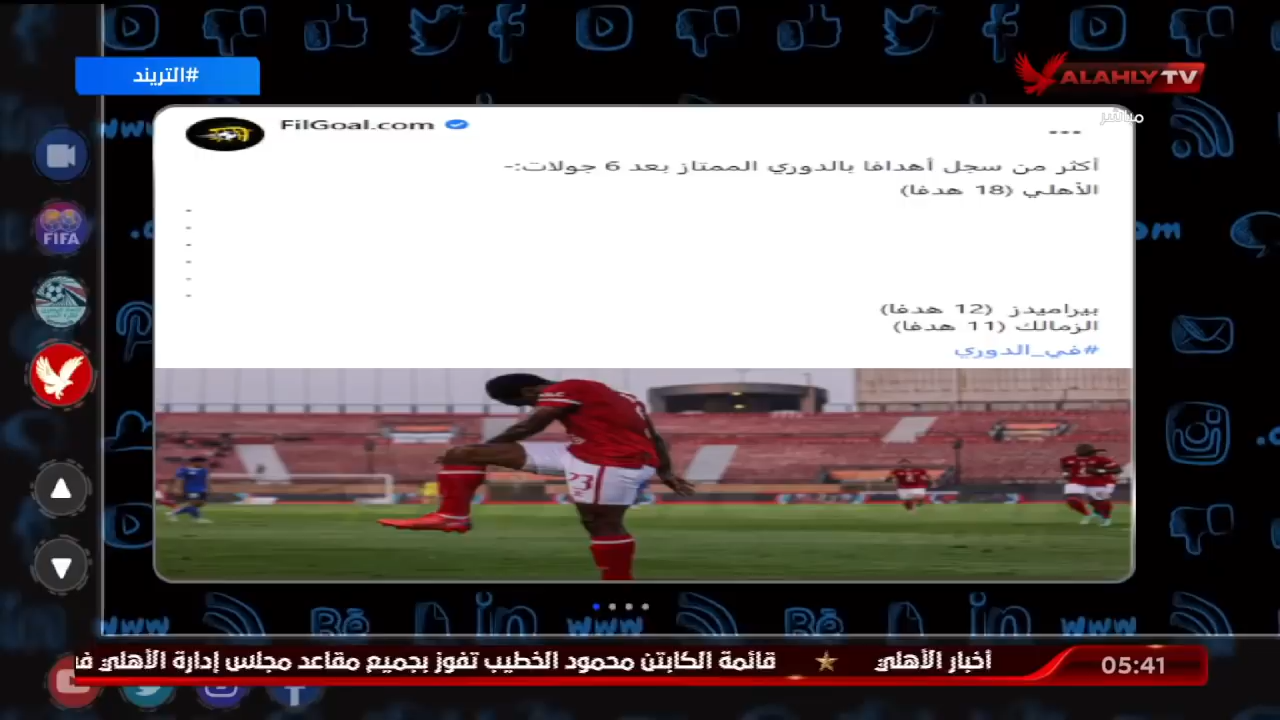 #التريند
ALAHLY TV
مباشر
FilGoal.com
أكثر من سجل أهدافا بالدوري الممتاز بعد 6 جولات:-
الأهلي (18 هدفا)
-
-
-
-
-
-
بيراميدز (12 هدفا)
الزمالك (11 هدفا)
#في_الدوري
FIFA
23
أخبار الأهلي
قائمة الكابتن محمود الخطيب تفوز بجميع مقاعد مجلس إدارة الأهلي
05:41